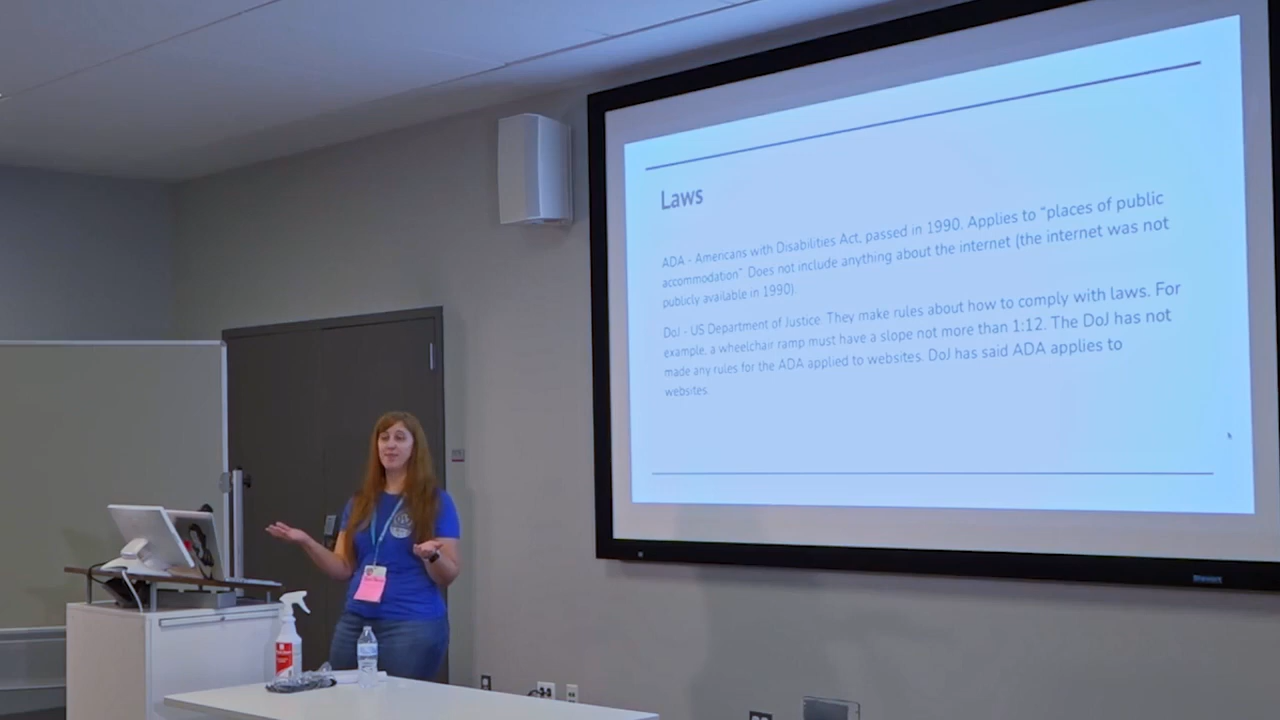 Laws
ADA - Americans with Disabilities Act, passed in 1990. Applies to "places of public
accommodation" Does not include anything about the internet (the internet was not
publicly available in 1990).
DoJ - US Department of Justice. They make rules about how to comply with laws. For
example, a wheelchair ramp must have a slope not more than 1:12. The DoJ has not
made any rules for the ADA applied to websites. DoJ has said ADA applies to
websites.
Stewart